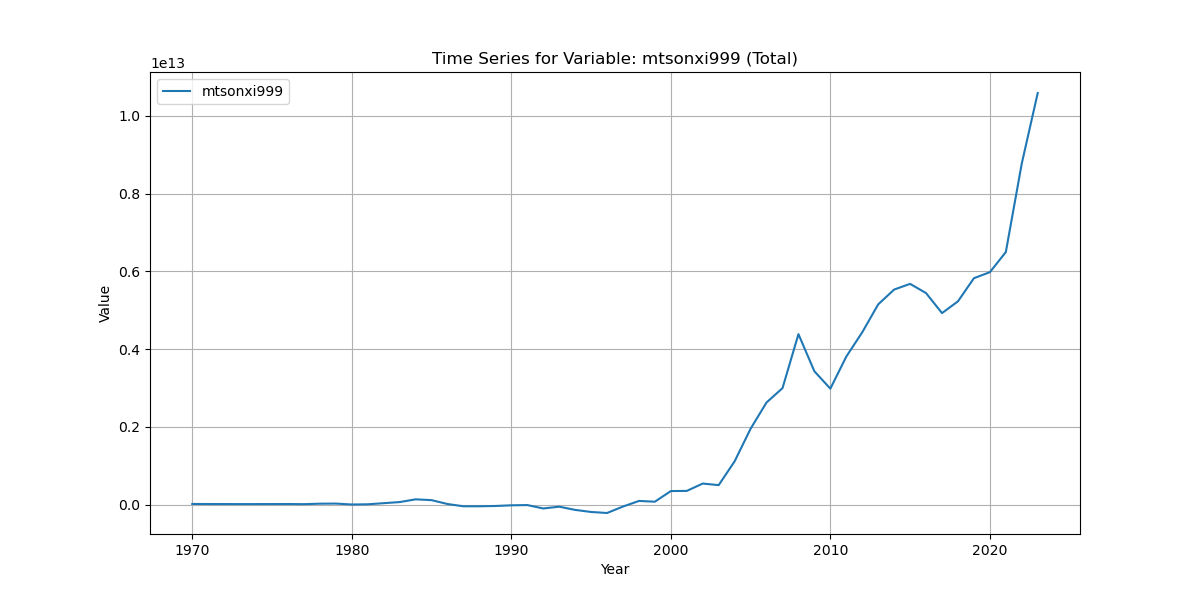 Time Series for Variable: mtsonxi999 (Total)
1e13
mtsonxi999
1.0
0.8
0.6
0.4
0.2
0.0
Value
1970 1980 1990 2000 2010 2020
Year